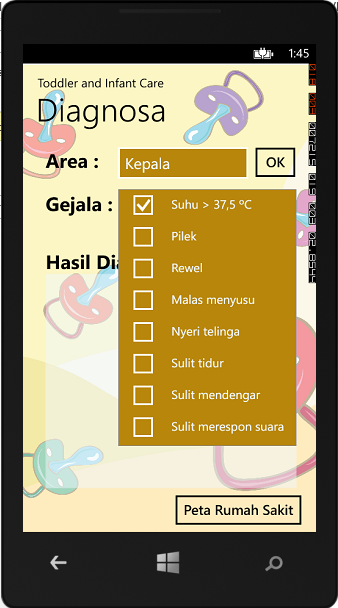 1:45
Toddler and Infant Care
Diagnosa
Area :
Kepala
OK
Gejala :
Suhu > 37,5 ºC
Pilek
Hasil Dia
Rewel
Malas menyusu
Nyeri telinga
Sulit tidur
Sulit mendengar
Sulit merespon suara
Peta Rumah Sakit